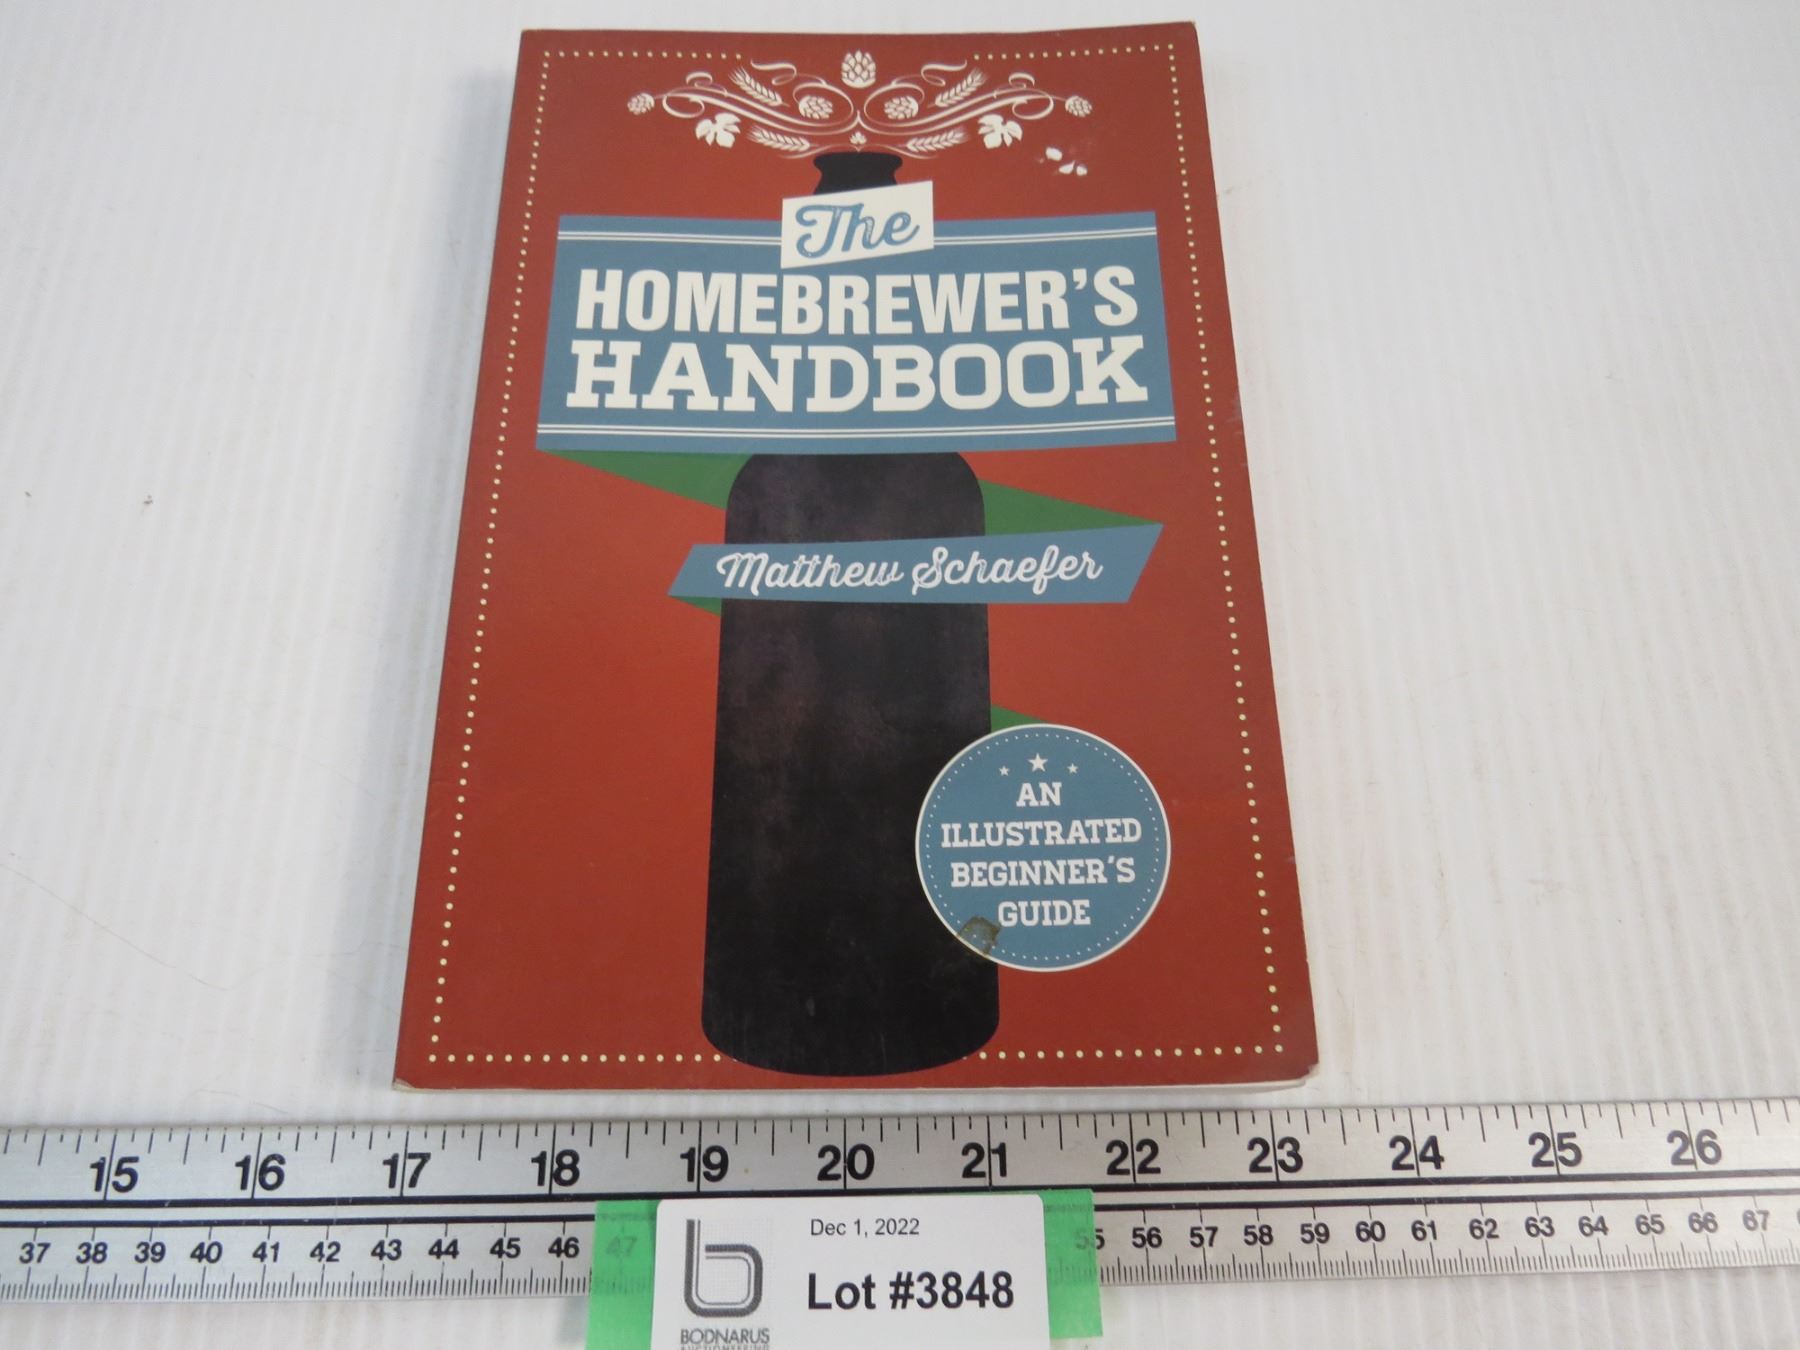 The
HOMEBREWER'S
HANDBOOK
Matthew Schaefer
AN
ILLUSTRATED
BEGINNER'S
GUIDE
15 16 17 18 19 20 21 22 23 24 25 26
37 38 39 40 41 42 43 44 45 46 47 55 56 57 58 59 60 61 62 63 64 65 66 67
Dec 1, 2022
Lot #3848
BODNARUS
AUCTIONEERING